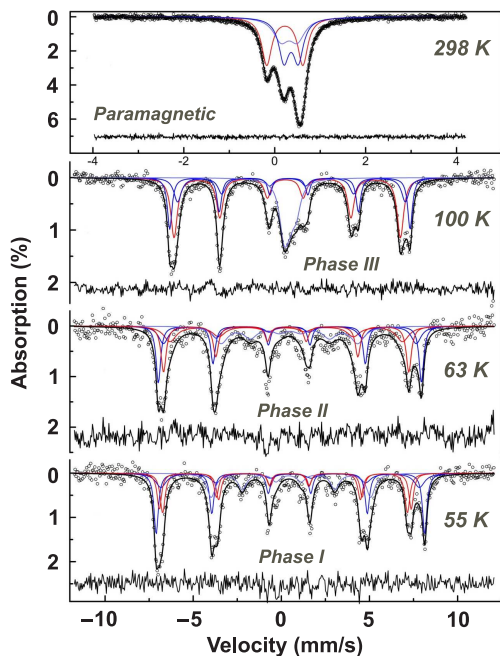 0
2
4
6
298 K
Paramagnetic
-4 -2 0 2 4
0
1
2
100 K
Phase III
0
1
2
63 K
Phase II
0
1
2
55 K
Phase I
−10 −5 0 5 10
Absorption (%)
Velocity (mm/s)